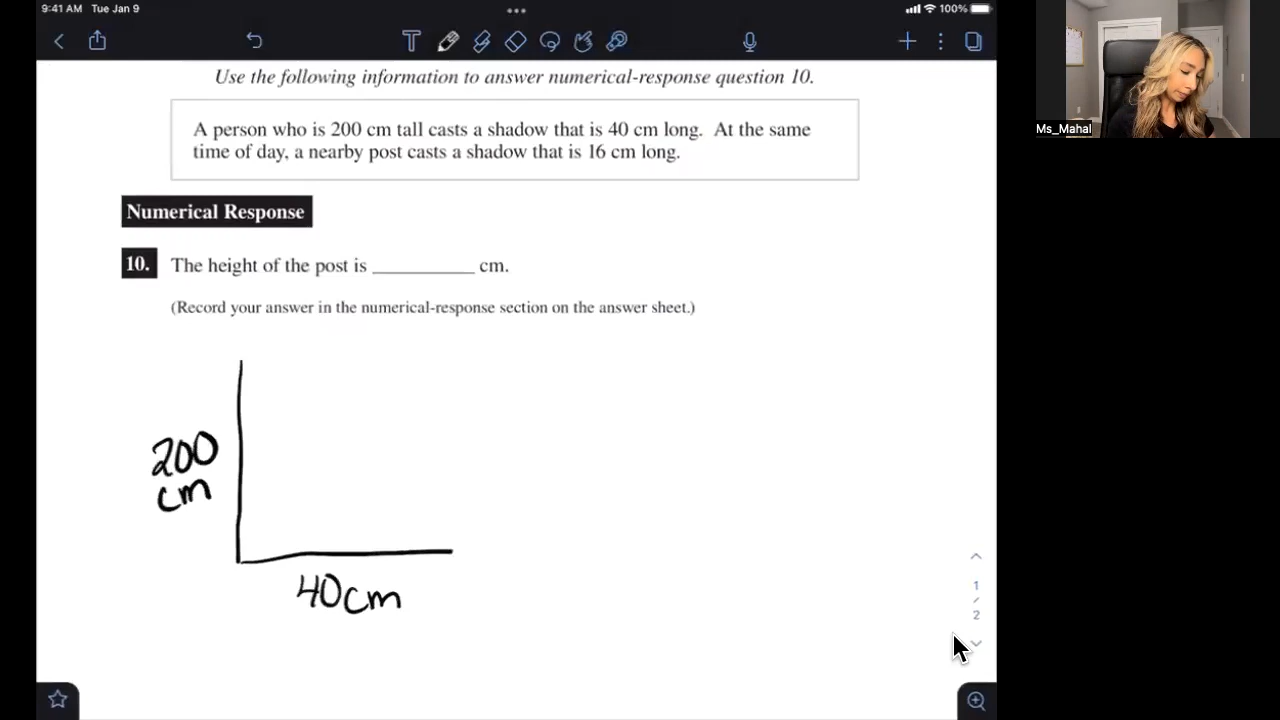 9:41 AM Tue Jan 9
100%
Use the following information to answer numerical-response question 10.
A person who is 200 cm tall casts a shadow that is 40 cm long. At the same
time of day, a nearby post casts a shadow that is 16 cm long.
Numerical Response
10. The height of the post is __________ cm.
(Record your answer in the numerical-response section on the answer sheet.)
200
cm
40cm
1
/
2
Ms_Mahal